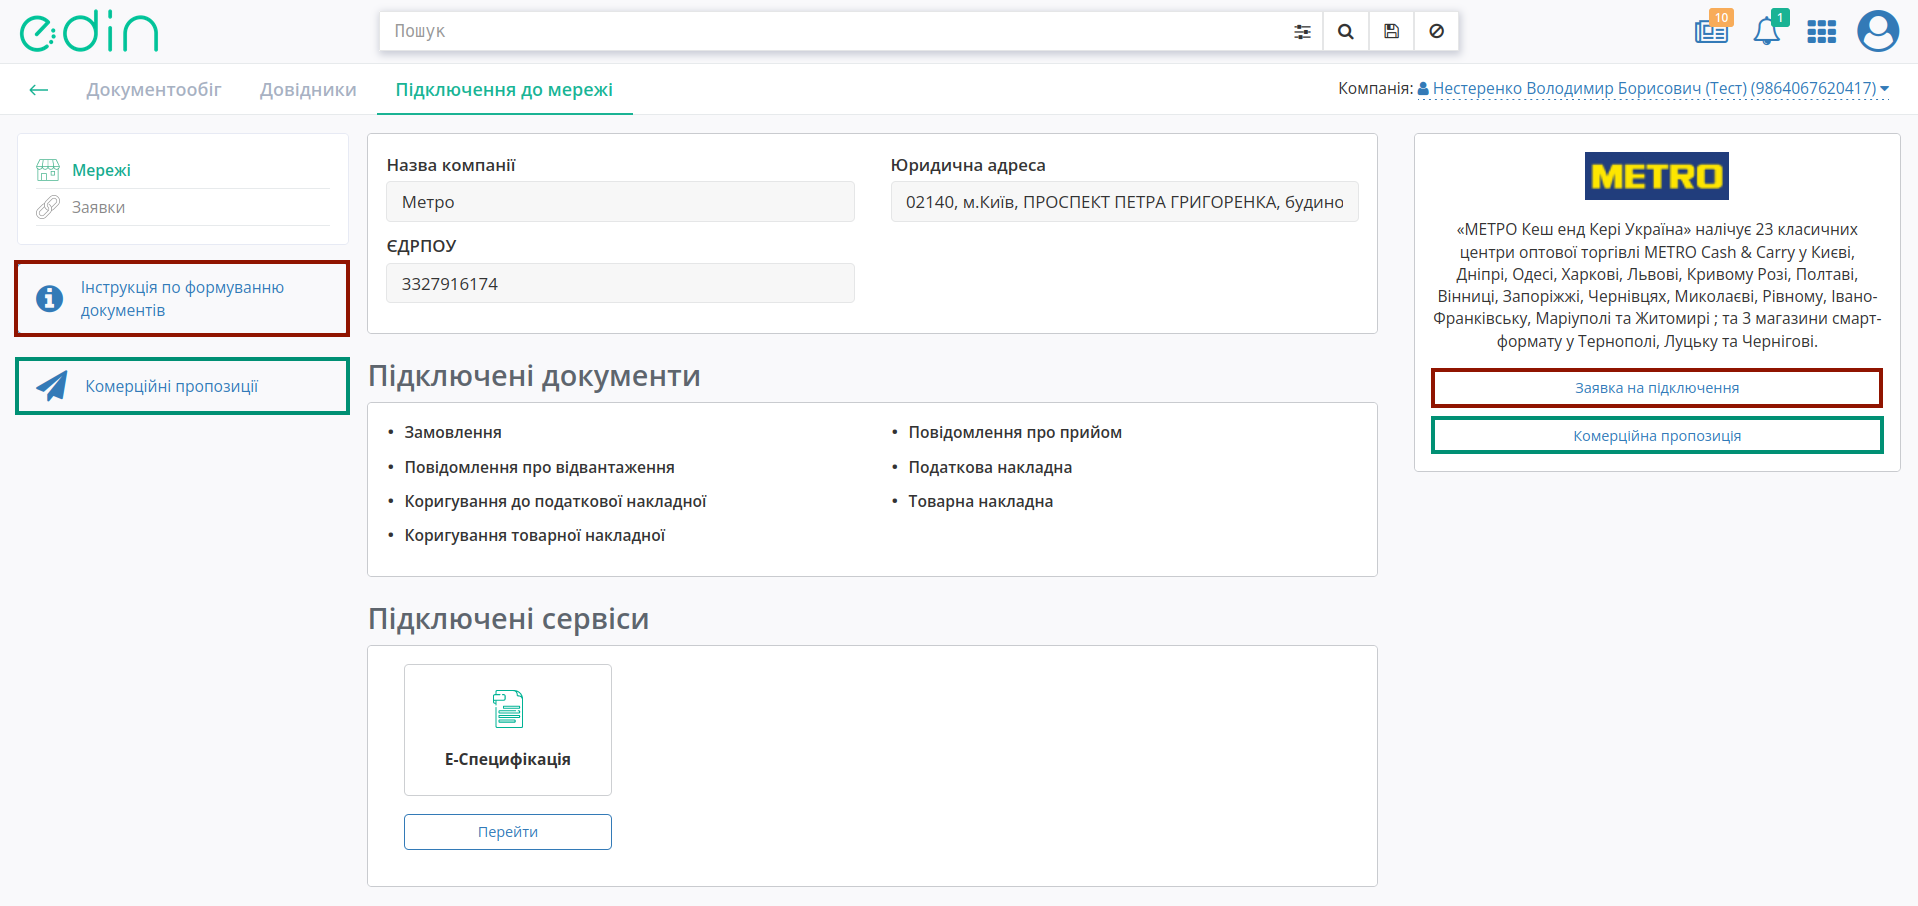 edin
Пошук
10
1
Документообіг
Довідники
Підключення до мережі
Компанія: Нестеренко Володимир Борисович (Тест) (9864067620417)
Мережі
Заявки
Інструкція по формуванню
документів
Комерційні пропозиції
Назва компанії
Метро
Юридична адреса
02140, м.Київ, ПРОСПЕКТ ПЕТРА ГРИГОРЕНКА, будино
ЄДРПОУ
3327916174
Підключені документи
• Замовлення
• Повідомлення про відвантаження
• Коригування до податкової накладної
• Коригування товарної накладної
• Повідомлення про прийом
• Податкова накладна
• Товарна накладна
Підключені сервіси
Е-Специфікація
Перейти
METRO
«МЕТРО Кеш енд Кері Україна» налічує 23 класичних
центри оптової торгівлі METRO Cash & Carry у Києві,
Дніпрі, Одесі, Харкові, Львові, Кривому Розі, Полтаві,
Вінниці, Запоріжжі, Чернівцях, Миколаєві, Рівному, Івано-
Франківську, Маріуполі та Житомирі ; та 3 магазини смарт-
формату у Тернополі, Луцьку та Чернігові.
Заявка на підключення
Комерційна пропозиція